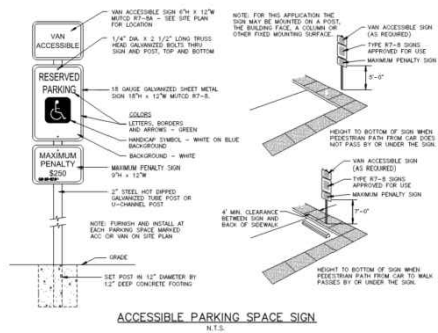 VAN
ACCESSIBLE
VAN ACCESSIBLE SIGN 6"H x 12"W
MUTCD R7-8A - SEE SITE PLAN
FOR LOCATION
1/4" DIA. X 2 1/2" LONG TRUSS
HEAD GALVANIZED BOLTS THRU
SIGN AND POST, TOP AND BOTTOM
RESERVED
PARKING
18 GAUGE GALVANIZED SHEET METAL
SIGN 18"H x 12"W MUTCD R7-8.
COLORS
LETTERS, BORDERS
AND ARROWS - GREEN
HANDICAP SYMBOL - WHITE ON BLUE
BACKGROUND
BACKGROUND - WHITE
MAXIMUM
PENALTY
$250
MAXIMUM PENALTY SIGN
9"H x 12"W
2" STEEL HOT DIPPED
GALVANIZED TUBE POST OR
U-CHANNEL POST
NOTE: FURNISH AND INSTALL AT
EACH PARKING SPACE MARKED
ACC OR VAN ON SITE PLAN
GRADE
SET POST IN 12" DIAMETER BY
12" DEEP CONCRETE FOOTING
NOTE: FOR THIS APPLICATION THE
SIGN MAY BE MOUNTED ON A POST,
THE BUILDING FACE, A COLUMN OR
OTHER FIXED MOUNTING SURFACE.
VAN ACCESSIBLE SIGN
(AS REQUIRED)
TYPE R7-8 SIGNS
APPROVED FOR USE
MAXIMUM PENALTY SIGN
5'-0"
HEIGHT TO BOTTOM OF SIGN WHEN
PEDESTRIAN PATH FROM CAR DOES
NOT PASS BY OR UNDER THE SIGN.
VAN ACCESSIBLE SIGN
(AS REQUIRED)
TYPE R7-8 SIGNS
APPROVED FOR USE
MAXIMUM PENALTY SIGN
7'-0"
4' MIN. CLEARANCE
BETWEEN SIGN AND
BACK OF SIDEWALK
HEIGHT TO BOTTOM OF SIGN WHEN
PEDESTRIAN PATH FROM CAR TO WALK
PASSES BY OR UNDER THE SIGN.
ACCESSIBLE PARKING SPACE SIGN
N.T.S.